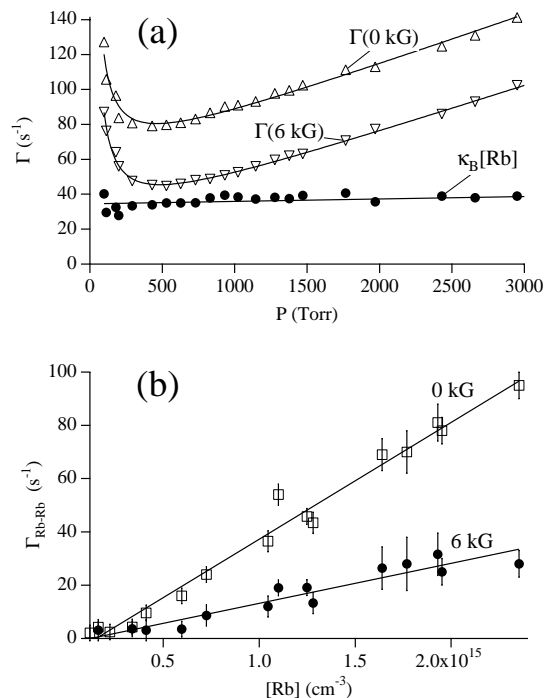 (a)
140
120
100
80
60
40
20
0
Γ (s⁻¹)
Γ(0 kG)
Γ(6 kG)
κ_B[Rb]
0 500 1000 1500 2000 2500 3000
P (Torr)
(b)
100
80
60
40
20
0
Γ_Rb-Rb (s⁻¹)
0 kG
6 kG
0.5 1.0 1.5 2.0x10¹⁵
[Rb] (cm⁻³)